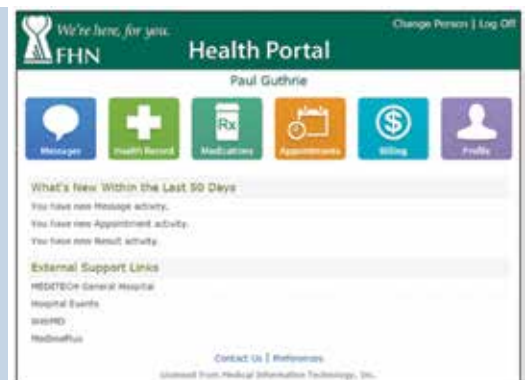 We're here, for you.
FHN
Change Person | Log Off
Health Portal
Paul Guthrie
Messages
Health Record
Rx
Medications
Appointments
Billing
Profile
What's New Within the Last 50 Days
You have new Message activity.
You have new Appointment activity.
You have new Result activity.
External Support Links
MEDITECH General Hospital
Hospital Events
WebMD
MedlinePlus
Contact Us | Preferences
Licensed from Medical Information Technology, Inc.